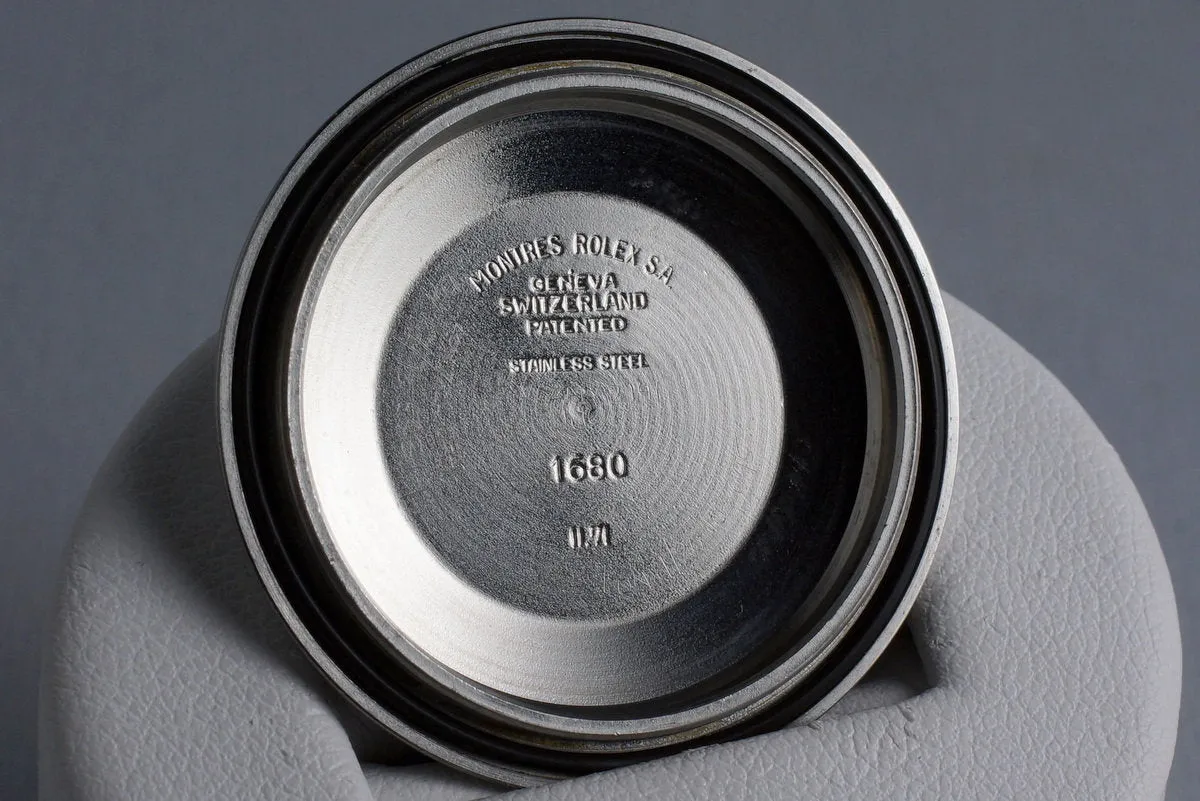 MONTRES ROLEX S.A.
GENEVA
SWITZERLAND
PATENTED
STAINLESS STEEL
1680